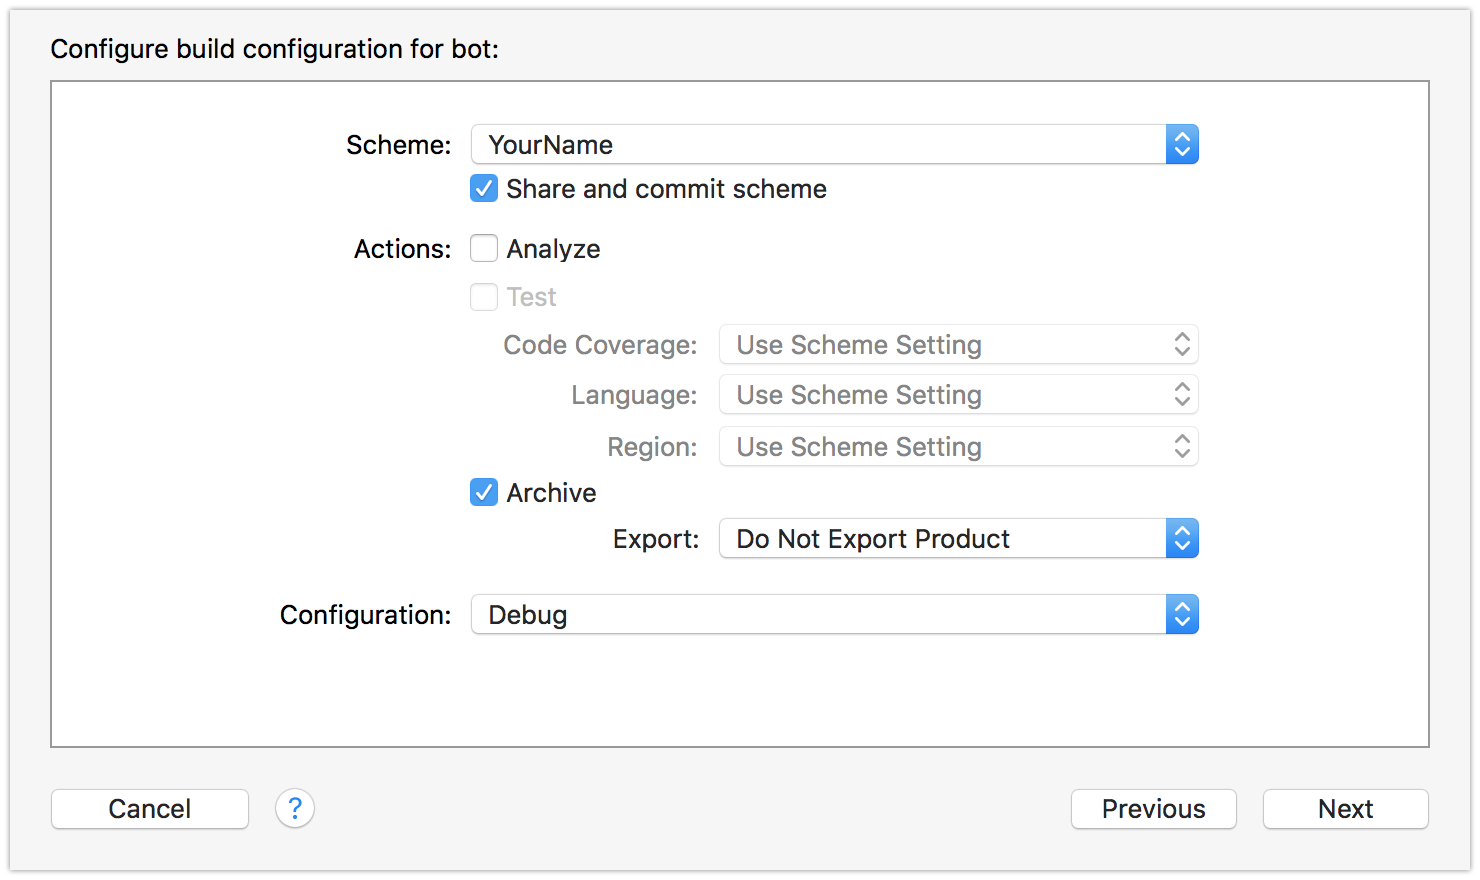 Configure build configuration for bot:
Scheme: YourName
Share and commit scheme
Actions: Analyze
Test
Code Coverage: Use Scheme Setting
Language: Use Scheme Setting
Region: Use Scheme Setting
Archive
Export: Do Not Export Product
Configuration: Debug
Cancel ? Previous Next